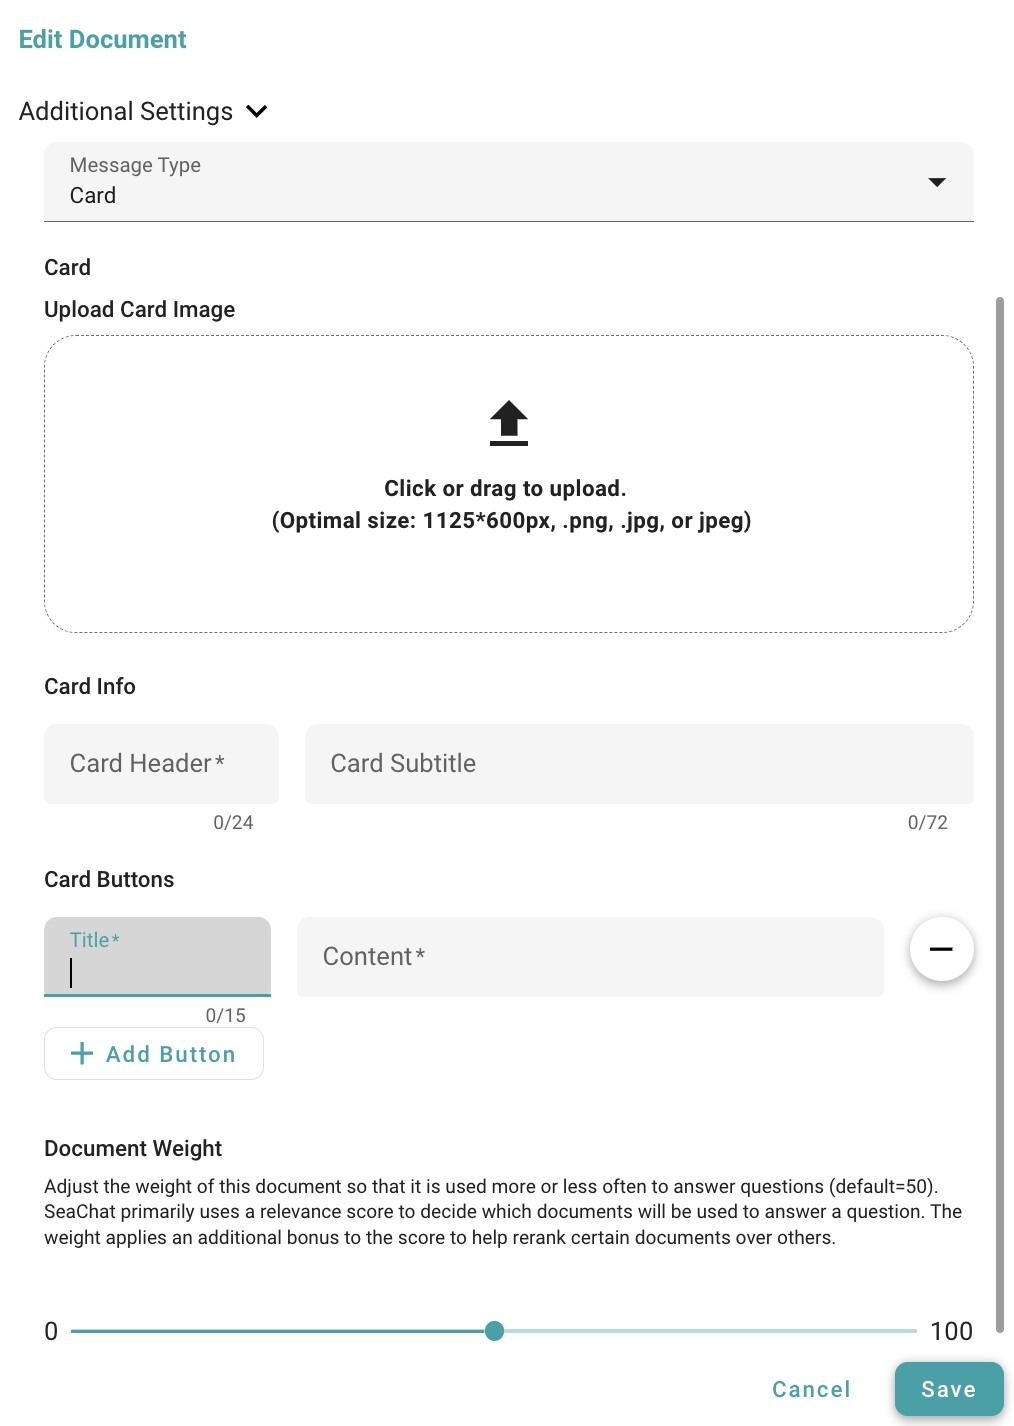 Edit Document
Additional Settings
Message Type
Card
Card
Upload Card Image
Click or drag to upload.
(Optimal size: 1125*600px, .png, .jpg, or jpeg)
Card Info
Card Header*
Card Subtitle
0/24
0/72
Card Buttons
Title*
Content*
0/15
+ Add Button
Document Weight
Adjust the weight of this document so that it is used more or less often to answer questions (default=50).
SeaChat primarily uses a relevance score to decide which documents will be used to answer a question. The
weight applies an additional bonus to the score to help rerank certain documents over others.
0
100
Cancel
Save